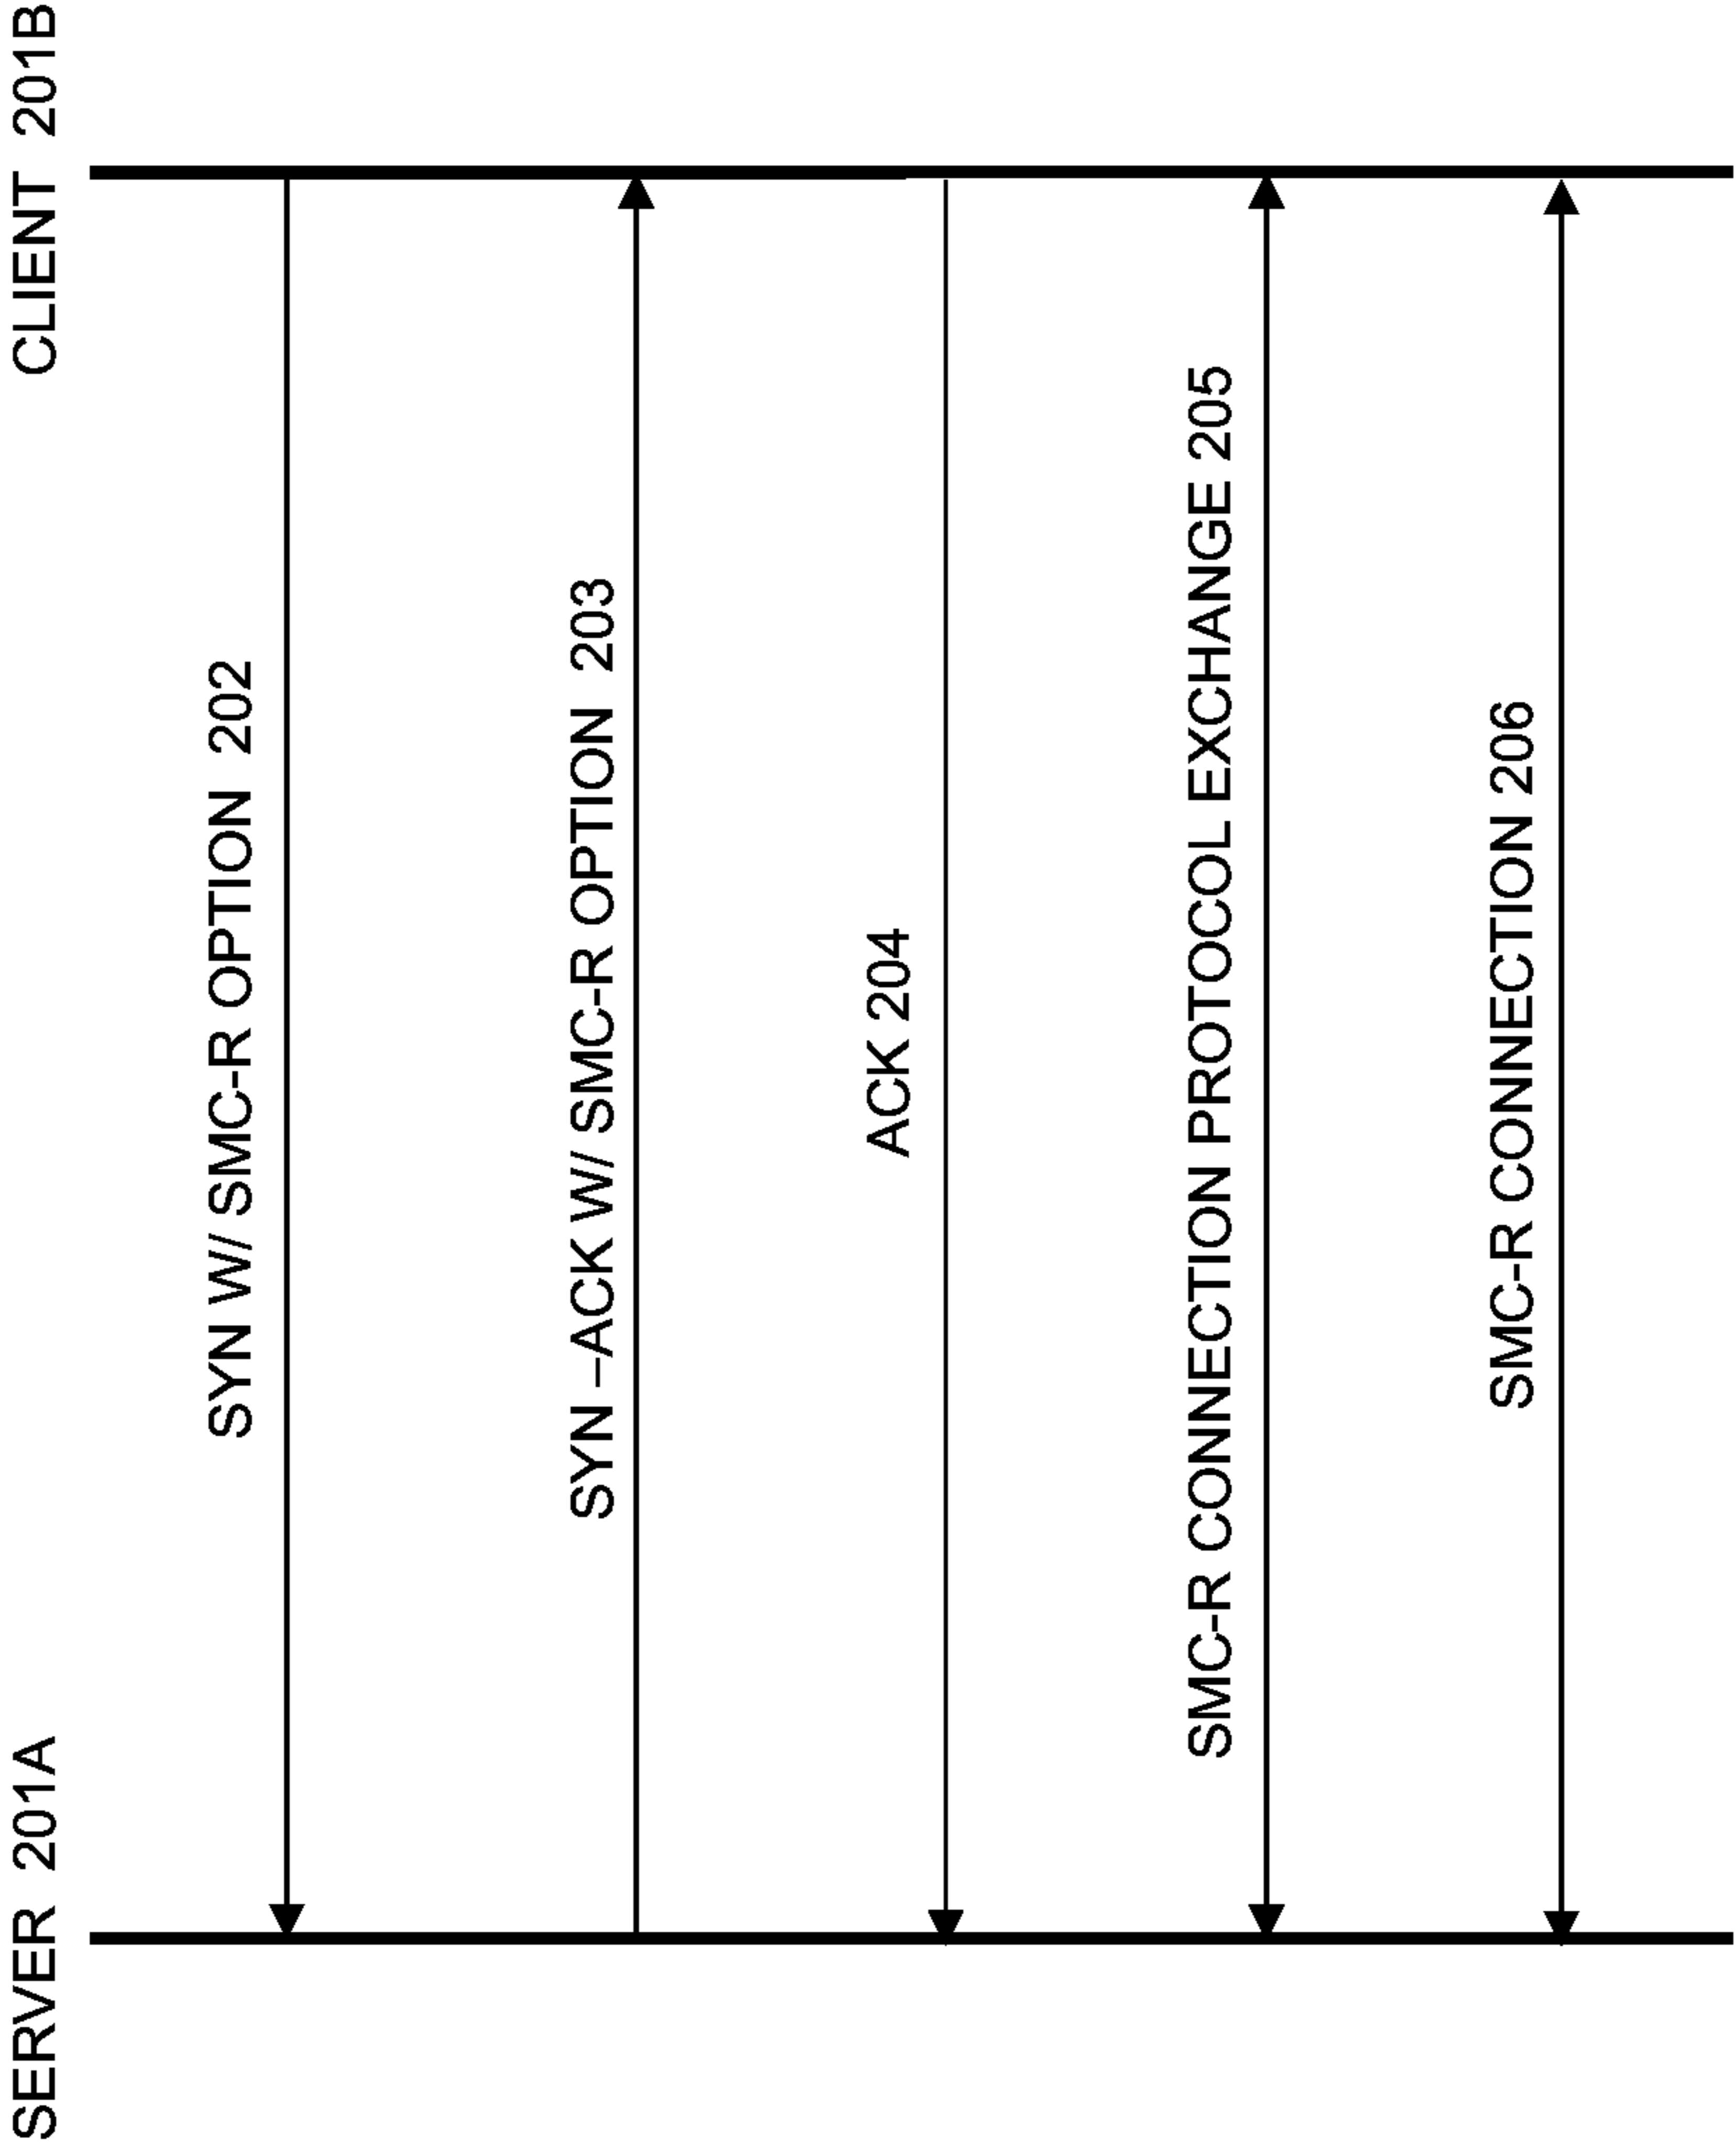 SERVER 201A
CLIENT 201B
SYN W/ SMC-R OPTION 202
SYN –ACK W/ SMC-R OPTION 203
ACK 204
SMC-R CONNECTION PROTOCOL EXCHANGE 205
SMC-R CONNECTION 206